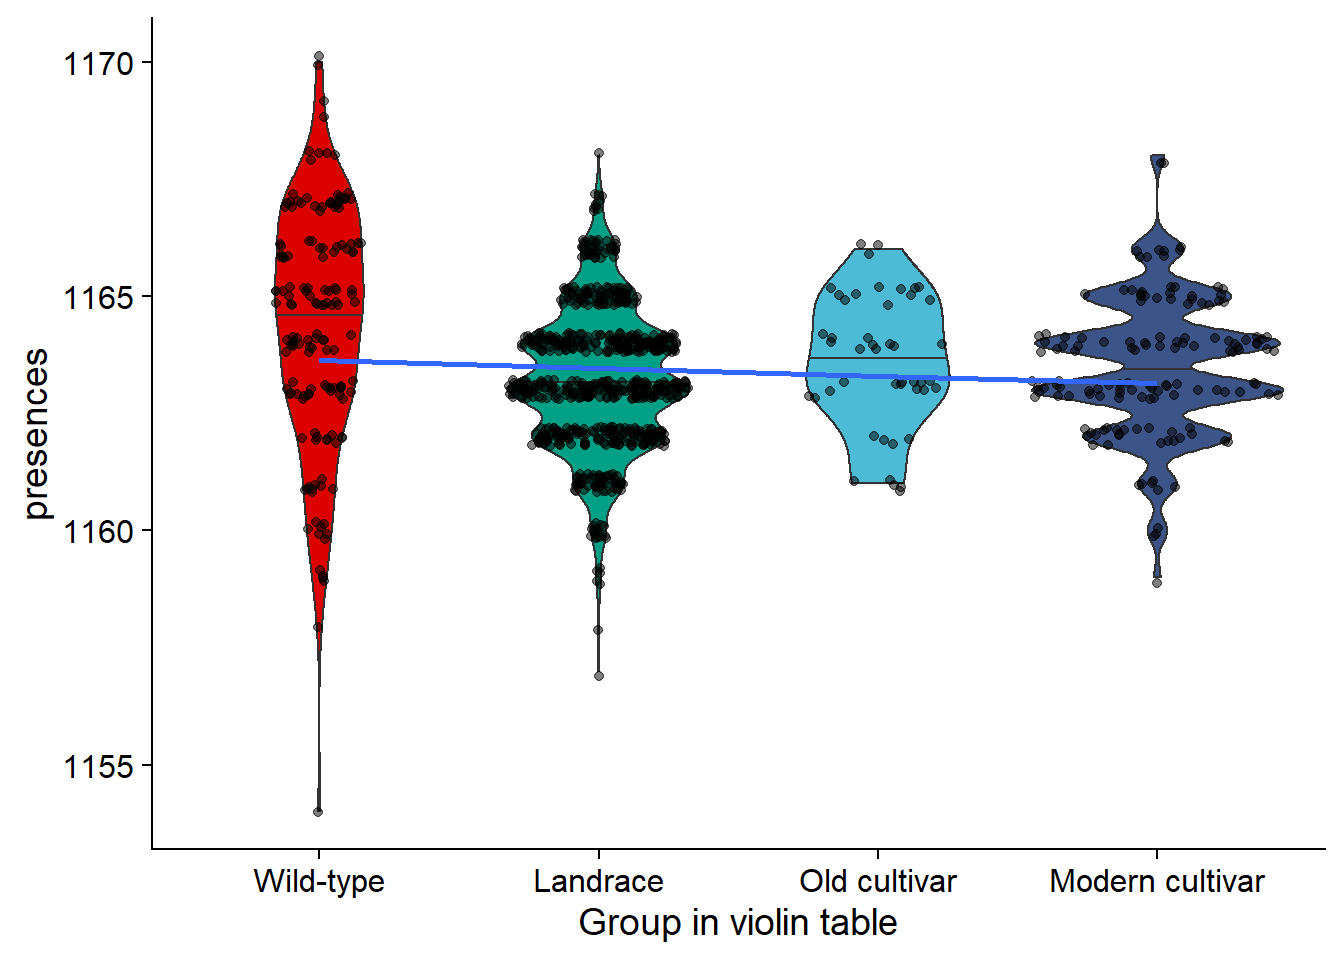 presences
1170
1165
1160
1155
Wild-type Landrace Old cultivar Modern cultivar
Group in violin table